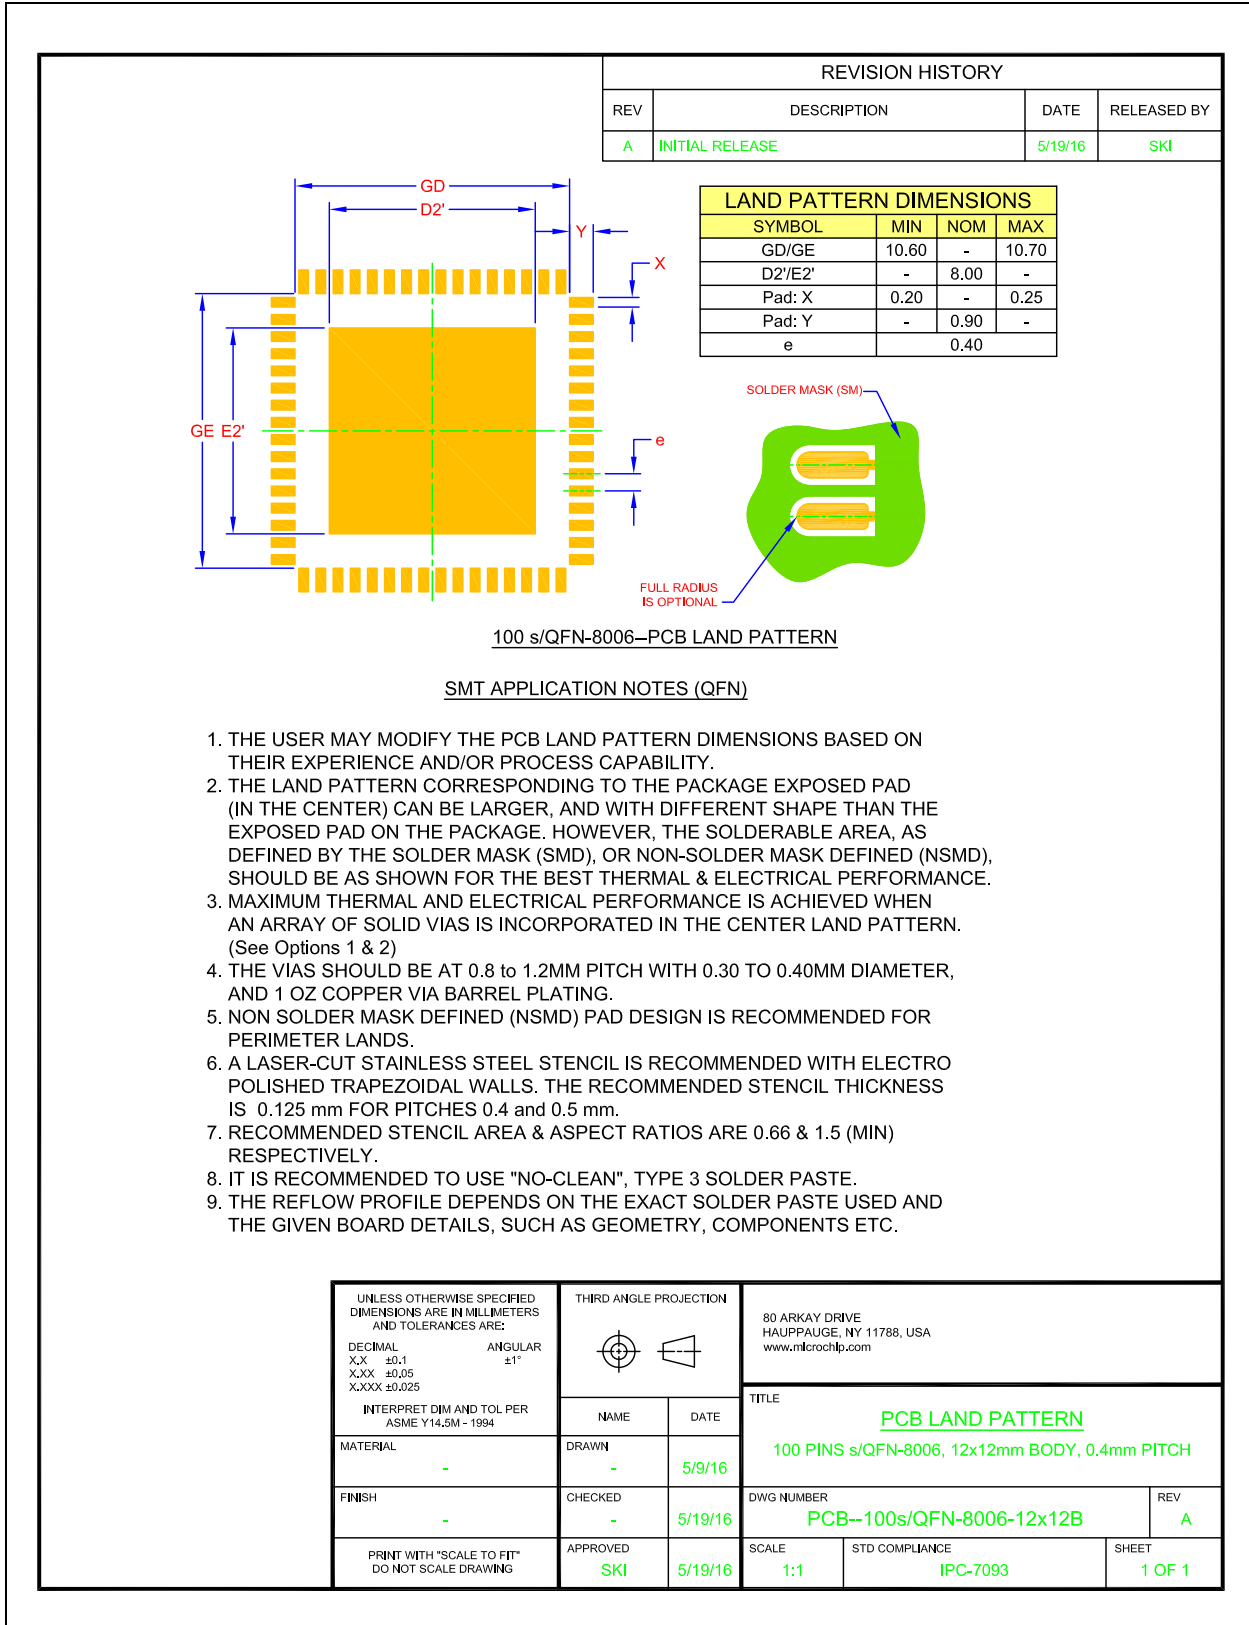 REVISION HISTORY
REV DESCRIPTION DATE RELEASED BY
A INITIAL RELEASE 5/19/16 SKI
GD
D2'
Y
X
GE E2'
e
LAND PATTERN DIMENSIONS
SYMBOL MIN NOM MAX
GD/GE 10.60 - 10.70
D2'/E2' - 8.00 -
Pad: X 0.20 - 0.25
Pad: Y - 0.90 -
e 0.40
SOLDER MASK (SM)
FULL RADIUS
IS OPTIONAL
100 s/QFN-8006–PCB LAND PATTERN
SMT APPLICATION NOTES (QFN)
1. THE USER MAY MODIFY THE PCB LAND PATTERN DIMENSIONS BASED ON
THEIR EXPERIENCE AND/OR PROCESS CAPABILITY.
2. THE LAND PATTERN CORRESPONDING TO THE PACKAGE EXPOSED PAD
(IN THE CENTER) CAN BE LARGER, AND WITH DIFFERENT SHAPE THAN THE
EXPOSED PAD ON THE PACKAGE. HOWEVER, THE SOLDERABLE AREA, AS
DEFINED BY THE SOLDER MASK (SMD), OR NON-SOLDER MASK DEFINED (NSMD),
SHOULD BE AS SHOWN FOR THE BEST THERMAL & ELECTRICAL PERFORMANCE.
3. MAXIMUM THERMAL AND ELECTRICAL PERFORMANCE IS ACHIEVED WHEN
AN ARRAY OF SOLID VIAS IS INCORPORATED IN THE CENTER LAND PATTERN.
(See Options 1 & 2)
4. THE VIAS SHOULD BE AT 0.8 to 1.2MM PITCH WITH 0.30 TO 0.40MM DIAMETER,
AND 1 OZ COPPER VIA BARREL PLATING.
5. NON SOLDER MASK DEFINED (NSMD) PAD DESIGN IS RECOMMENDED FOR
PERIMETER LANDS.
6. A LASER-CUT STAINLESS STEEL STENCIL IS RECOMMENDED WITH ELECTRO
POLISHED TRAPEZOIDAL WALLS. THE RECOMMENDED STENCIL THICKNESS
IS 0.125 mm FOR PITCHES 0.4 and 0.5 mm.
7. RECOMMENDED STENCIL AREA & ASPECT RATIOS ARE 0.66 & 1.5 (MIN)
RESPECTIVELY.
8. IT IS RECOMMENDED TO USE "NO-CLEAN", TYPE 3 SOLDER PASTE.
9. THE REFLOW PROFILE DEPENDS ON THE EXACT SOLDER PASTE USED AND
THE GIVEN BOARD DETAILS, SUCH AS GEOMETRY, COMPONENTS ETC.
UNLESS OTHERWISE SPECIFIED
DIMENSIONS ARE IN MILLIMETERS
AND TOLERANCES ARE:
DECIMAL ANGULAR
X.X ±0.1 ±1°
X.XX ±0.05
X.XXX ±0.025
INTERPRET DIM AND TOL PER
ASME Y14.5M - 1994
THIRD ANGLE PROJECTION
80 ARKAY DRIVE
HAUPPAUGE, NY 11788, USA
www.microchip.com
NAME DATE
TITLE
PCB LAND PATTERN
100 PINS s/QFN-8006, 12x12mm BODY, 0.4mm PITCH
MATERIAL
-
DRAWN
- 5/9/16
FINISH
-
CHECKED
- 5/19/16
DWG NUMBER
PCB--100s/QFN-8006-12x12B
REV
A
PRINT WITH "SCALE TO FIT"
DO NOT SCALE DRAWING
APPROVED
SKI 5/19/16
SCALE
1:1
STD COMPLIANCE
IPC-7093
SHEET
1 OF 1